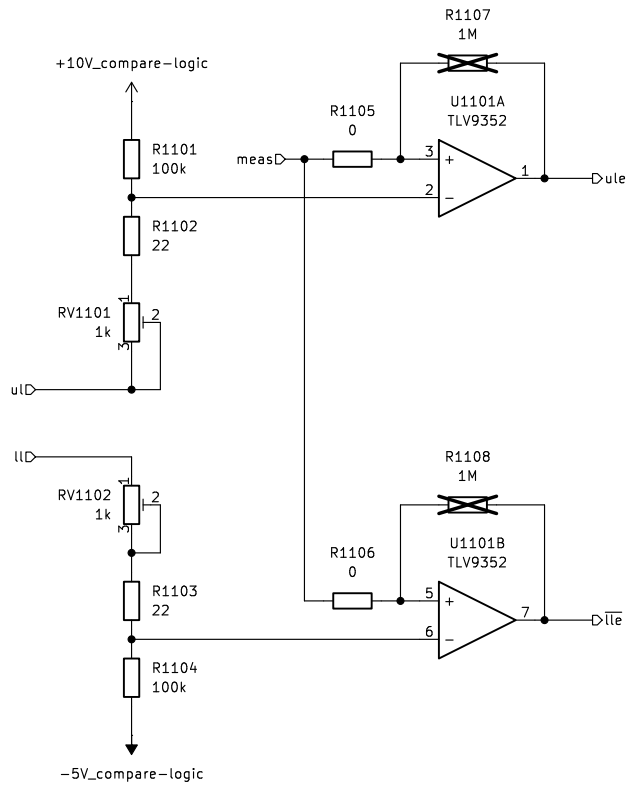 R1107
1M
+10V_compare-logic
U1101A
TLV9352
R1105
0
R1101
100k
meas
3
+
1
ule
2
−
R1102
22
1
RV1101
1k
2
3
ul
ll
R1108
1M
1
RV1102
1k
2
3
U1101B
TLV9352
R1106
0
R1103
22
5
+
7
l̅l̅e̅
6
−
R1104
100k
−5V_compare-logic